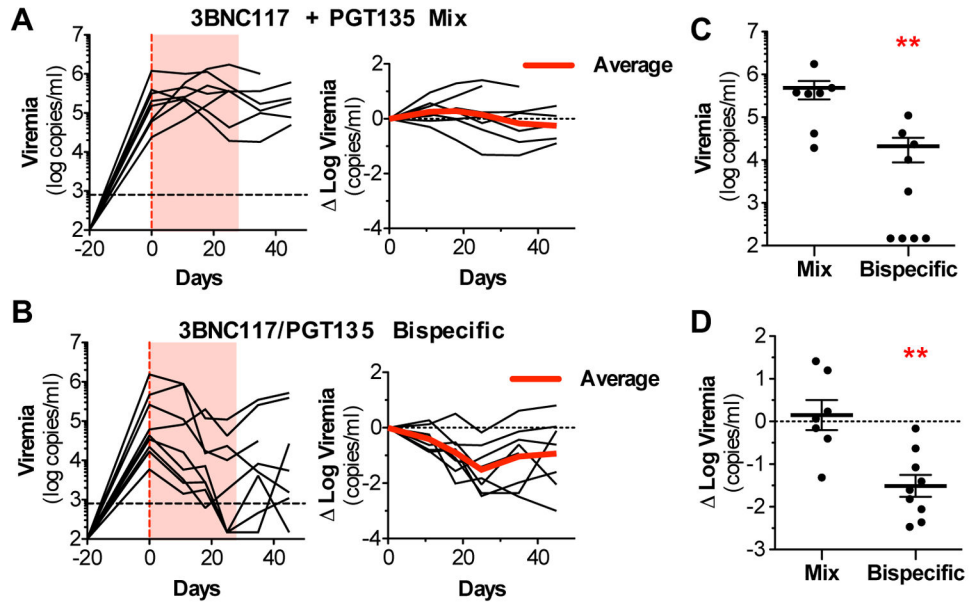 A
3BNC117 + PGT135 Mix
Viremia
(log copies/ml)
7
6
5
4
3
2
-20
0
20
40
Days
Δ Log Viremia
(copies/ml)
2
0
-2
-4
0
20
40
Days
Average
B
3BNC117/PGT135 Bispecific
Viremia
(log copies/ml)
7
6
5
4
3
2
-20
0
20
40
Days
Δ Log Viremia
(copies/ml)
2
0
-2
-4
0
20
40
Days
Average
C
Viremia
(log copies/ml)
7
6
5
4
3
2
**
Mix
Bispecific
D
Δ Log Viremia
(copies/ml)
2
1
0
-1
-2
-3
**
Mix
Bispecific